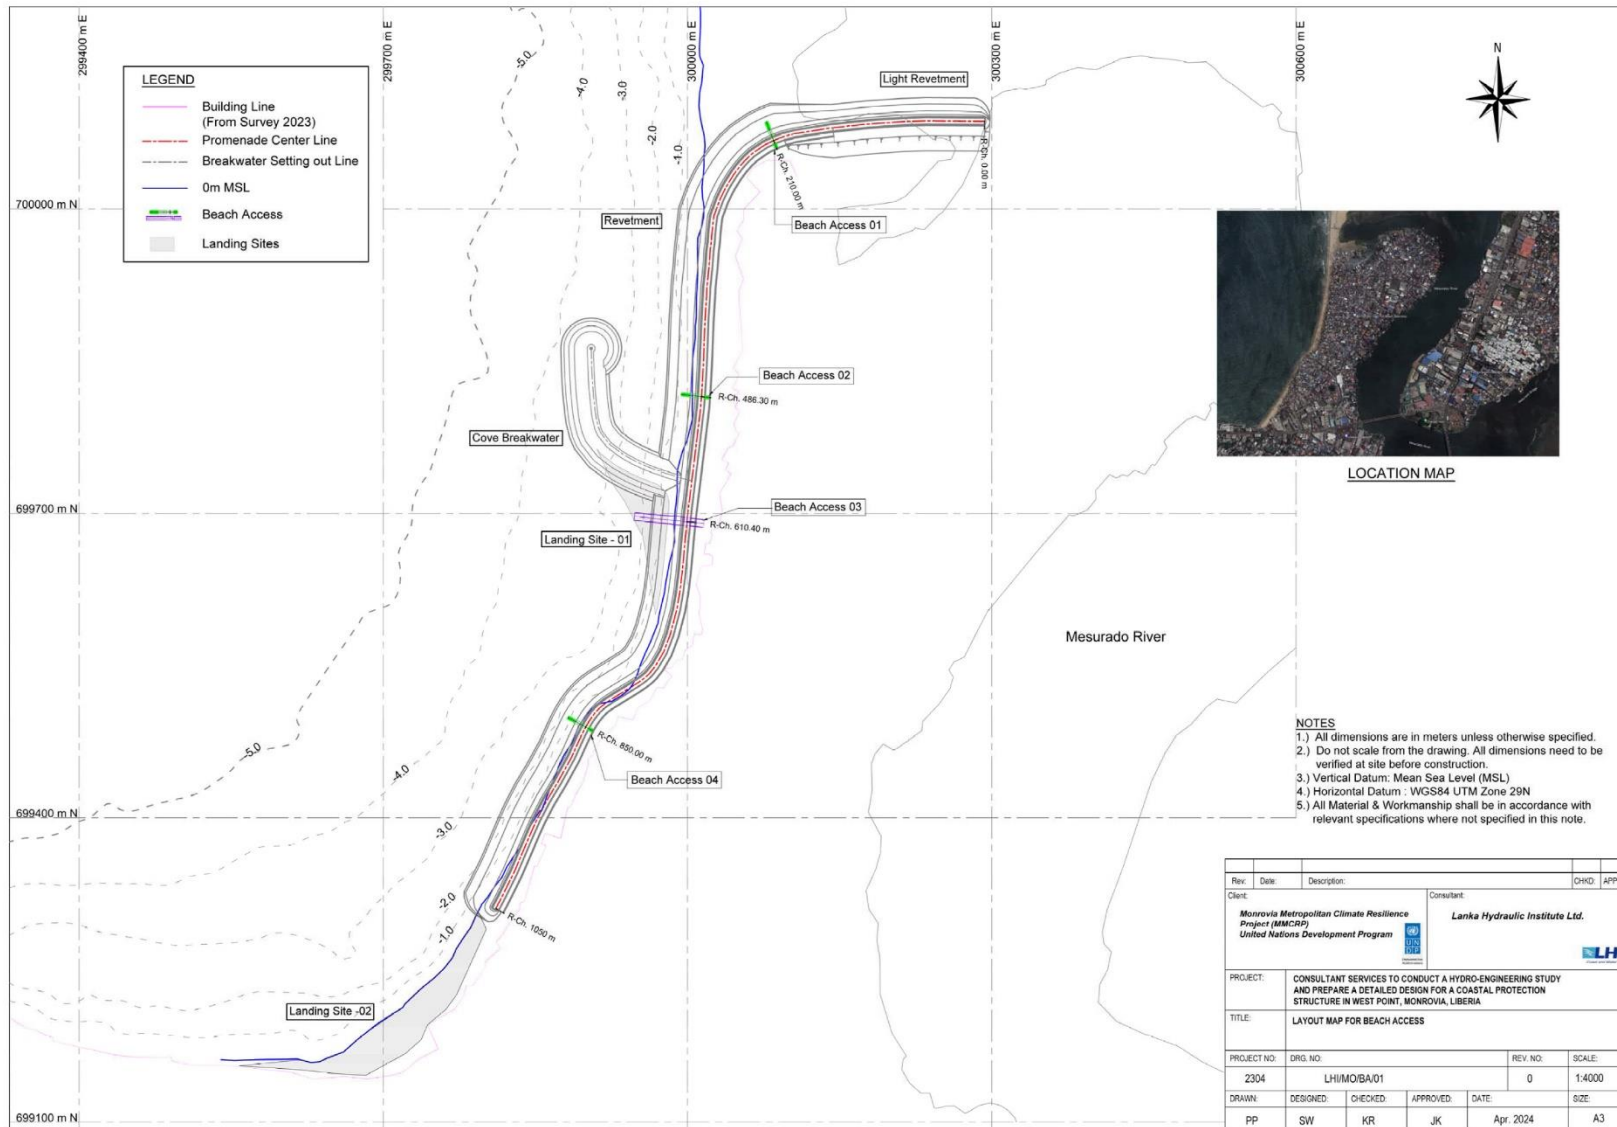 299400 m E
299700 m E
300000 m E
300300 m E
300600 m E
700000 m N
699700 m N
699400 m N
699100 m N
LEGEND
Building Line
(From Survey 2023)
Promenade Center Line
Breakwater Setting out Line
0m MSL
Beach Access
Landing Sites
-5.0
-4.0
-3.0
-2.0
-1.0
Light Revetment
R-Ch. 0.00 m
R-Ch. 210.00 m
Beach Access 01
Revetment
Beach Access 02
R-Ch. 486.30 m
Cove Breakwater
Beach Access 03
R-Ch. 610.40 m
Landing Site - 01
R-Ch. 850.00 m
Beach Access 04
-5.0
-4.0
-3.0
-2.0
-1.0
R-Ch. 1050 m
Landing Site -02
Mesurado River
N
LOCATION MAP
NOTES
1.) All dimensions are in meters unless otherwise specified.
2.) Do not scale from the drawing. All dimensions need to be
verified at site before construction.
3.) Vertical Datum: Mean Sea Level (MSL)
4.) Horizontal Datum : WGS84 UTM Zone 29N
5.) All Material & Workmanship shall be in accordance with
relevant specifications where not specified in this note.
Rev: Date: Description: CHKD: APP
Client:
Monrovia Metropolitan Climate Resilience
Project (MMCRP)
United Nations Development Program
U N
D P
Consultant:
Lanka Hydraulic Institute Ltd.
LH
PROJECT: CONSULTANT SERVICES TO CONDUCT A HYDRO-ENGINEERING STUDY
AND PREPARE A DETAILED DESIGN FOR A COASTAL PROTECTION
STRUCTURE IN WEST POINT, MONROVIA, LIBERIA
TITLE: LAYOUT MAP FOR BEACH ACCESS
PROJECT NO: DRG. NO: REV. NO: SCALE:
2304 LHI/MO/BA/01 0 1:4000
DRAWN: DESIGNED: CHECKED: APPROVED: DATE: SIZE:
PP SW KR JK Apr. 2024 A3